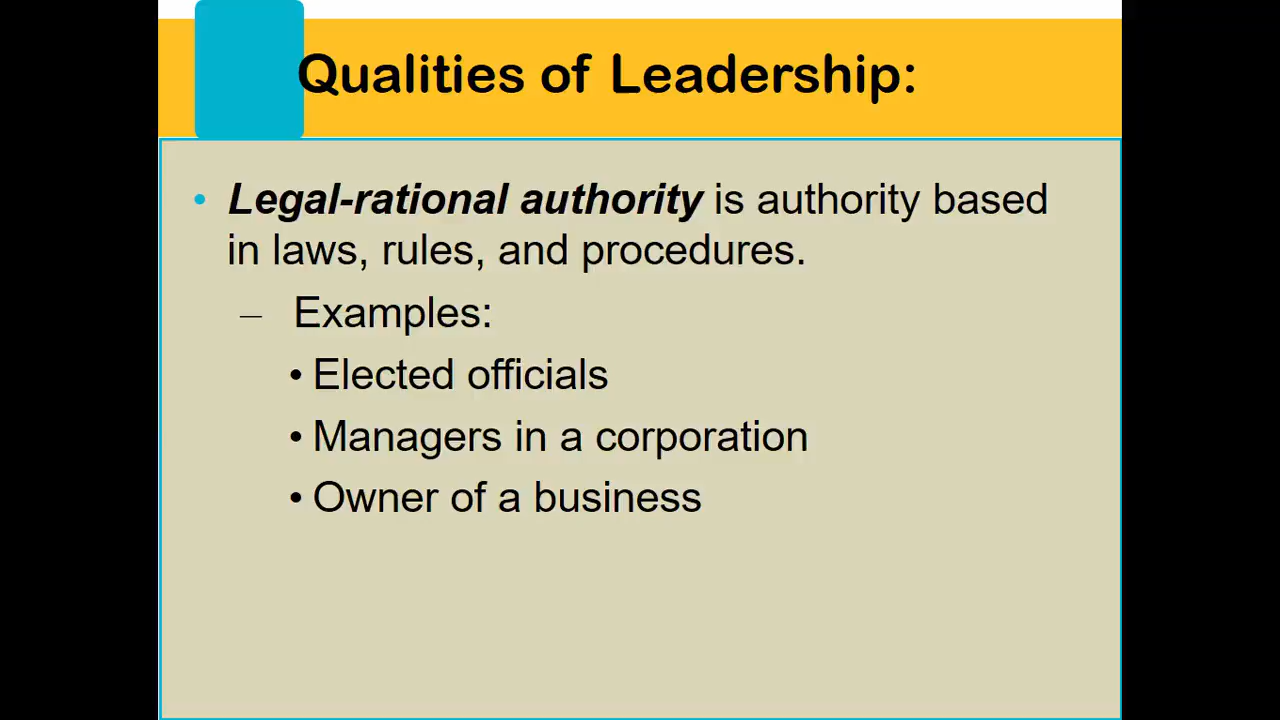 Qualities of Leadership:
• Legal-rational authority is authority based
in laws, rules, and procedures.
– Examples:
• Elected officials
• Managers in a corporation
• Owner of a business